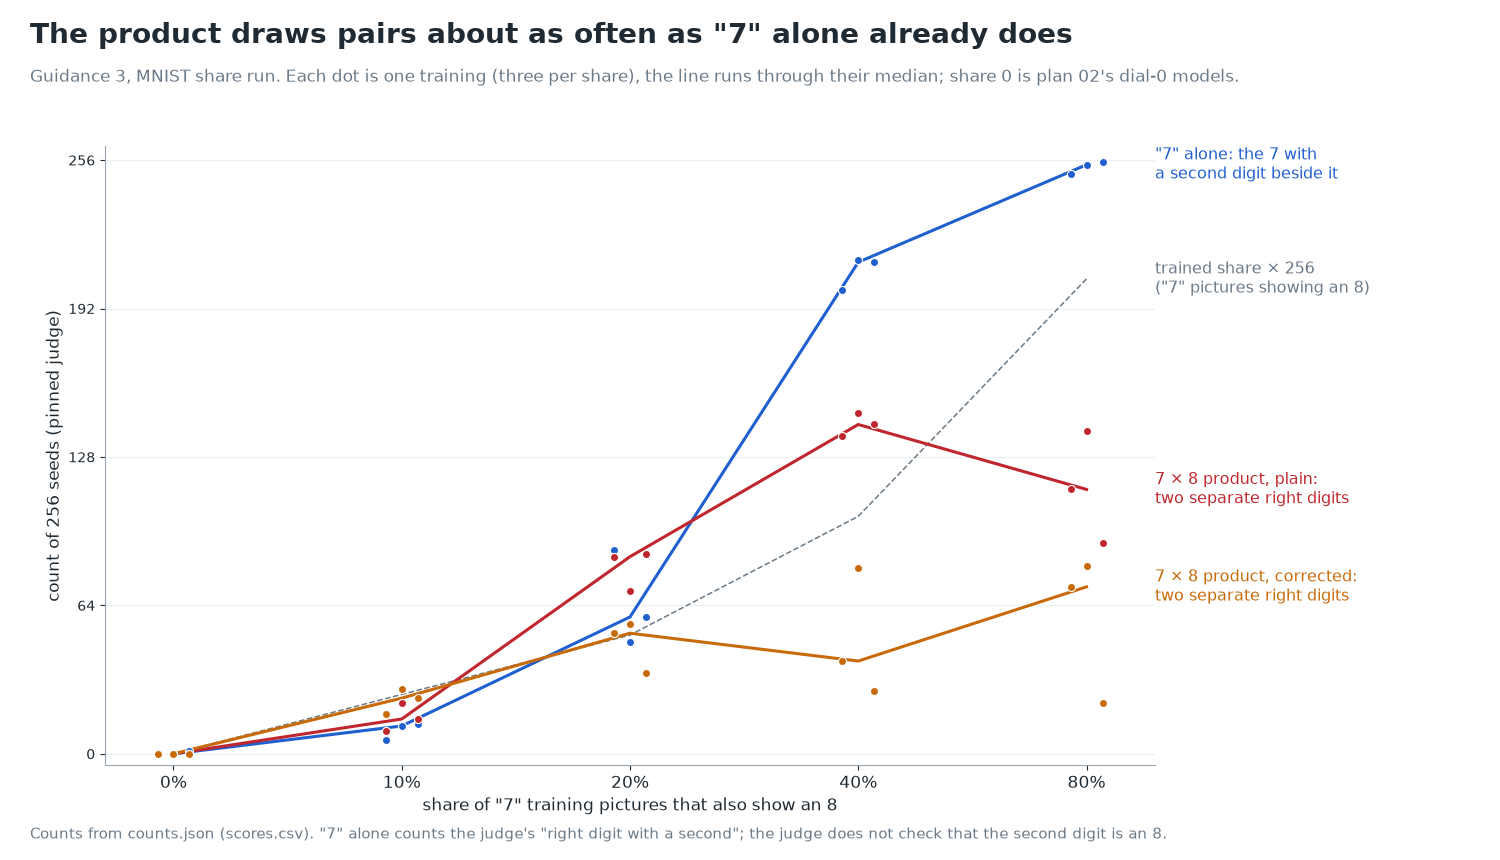 The product draws pairs about as often as "7" alone already does
Guidance 3, MNIST share run. Each dot is one training (three per share), the line runs through their median; share 0 is plan 02's dial-0 models.
256
192
128
64
0
count of 256 seeds (pinned judge)
"7" alone: the 7 with
a second digit beside it
trained share × 256
("7" pictures showing an 8)
7 × 8 product, plain:
two separate right digits
7 × 8 product, corrected:
two separate right digits
0%
10%
20%
40%
80%
share of "7" training pictures that also show an 8
Counts from counts.json (scores.csv). "7" alone counts the judge's "right digit with a second"; the judge does not check that the second digit is an 8.